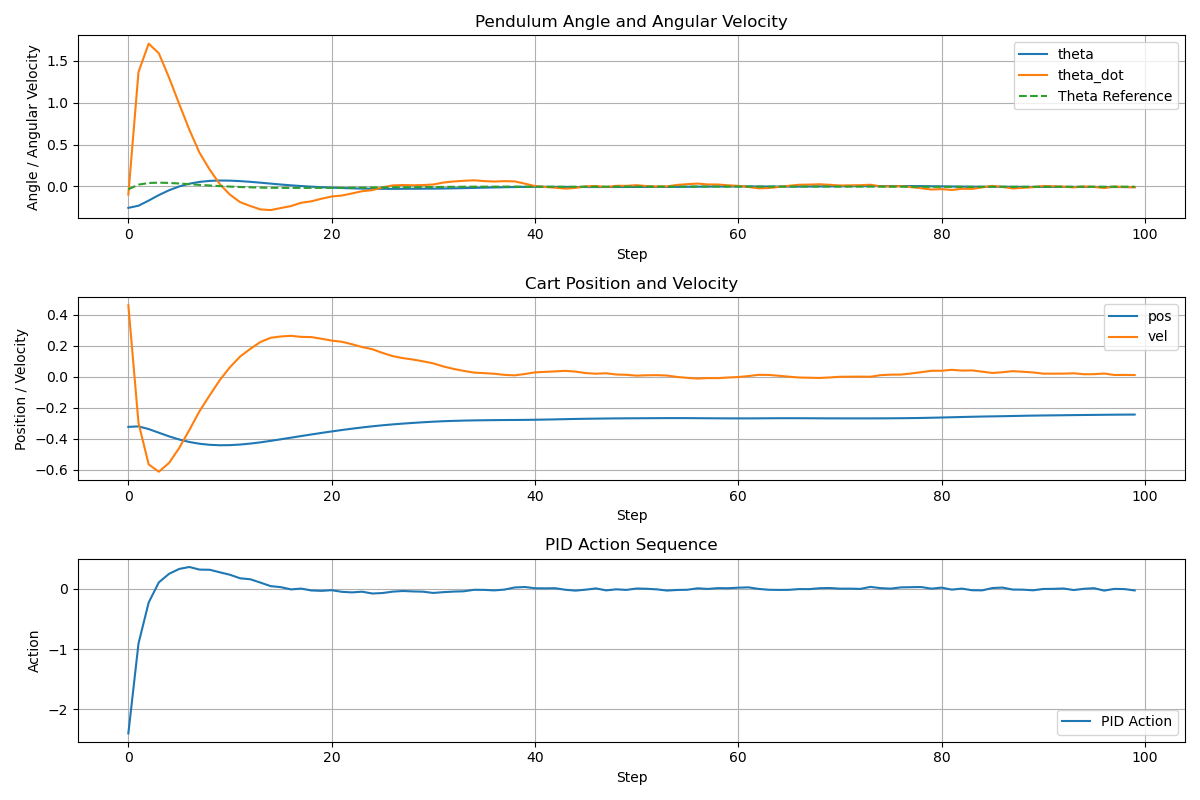 Pendulum Angle and Angular Velocity
Angle / Angular Velocity
1.5
1.0
0.5
0.0
theta
theta_dot
Theta Reference
0 20 40 60 80 100
Step
Cart Position and Velocity
Position / Velocity
0.4
0.2
0.0
−0.2
−0.4
−0.6
pos
vel
0 20 40 60 80 100
Step
PID Action Sequence
Action
0
−1
−2
PID Action
0 20 40 60 80 100
Step